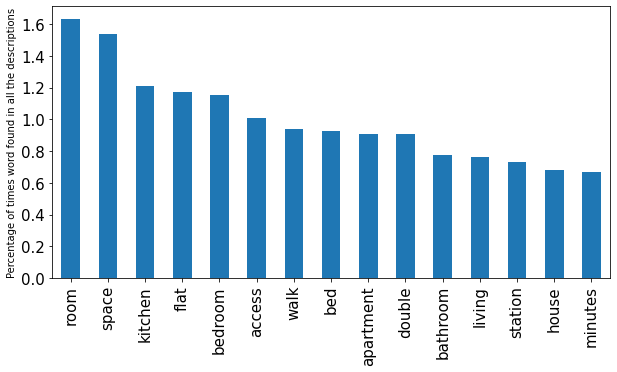 Percentage of times word found in all the descriptions
1.6
1.4
1.2
1.0
0.8
0.6
0.4
0.2
0.0
room
space
kitchen
flat
bedroom
access
walk
bed
apartment
double
bathroom
living
station
house
minutes